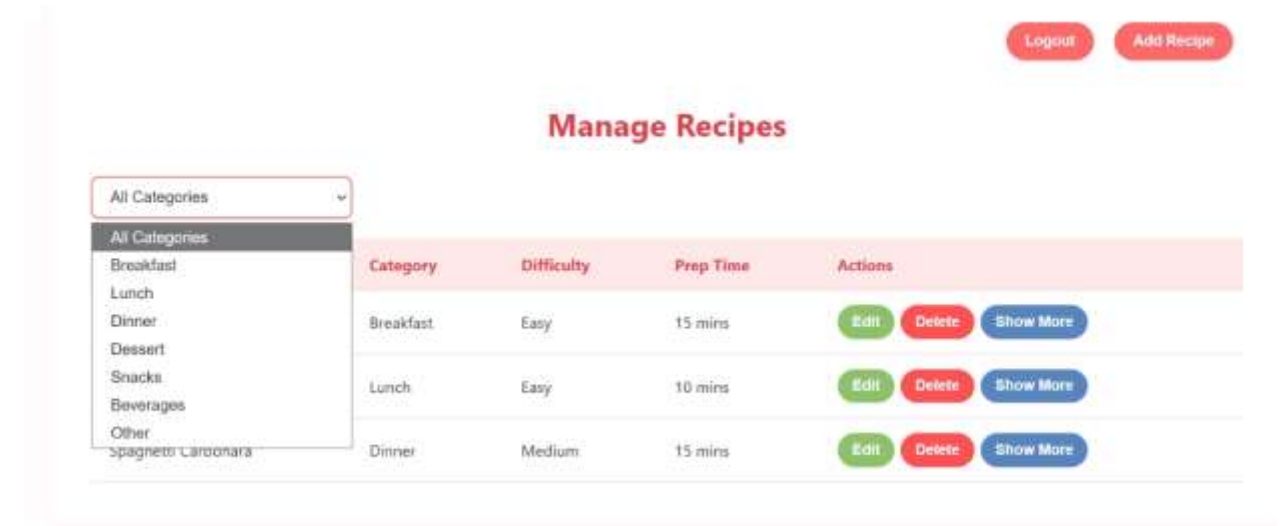 Logout Add Recipe
Manage Recipes
All Categories
All Categories
Breakfast Category Difficulty Prep Time Actions
Lunch
Dinner Breakfast Easy 15 mins Edit Delete Show More
Dessert
Snacks Lunch Easy 10 mins Edit Delete Show More
Beverages
Other
Spaghetti Carbonara Dinner Medium 15 mins Edit Delete Show More